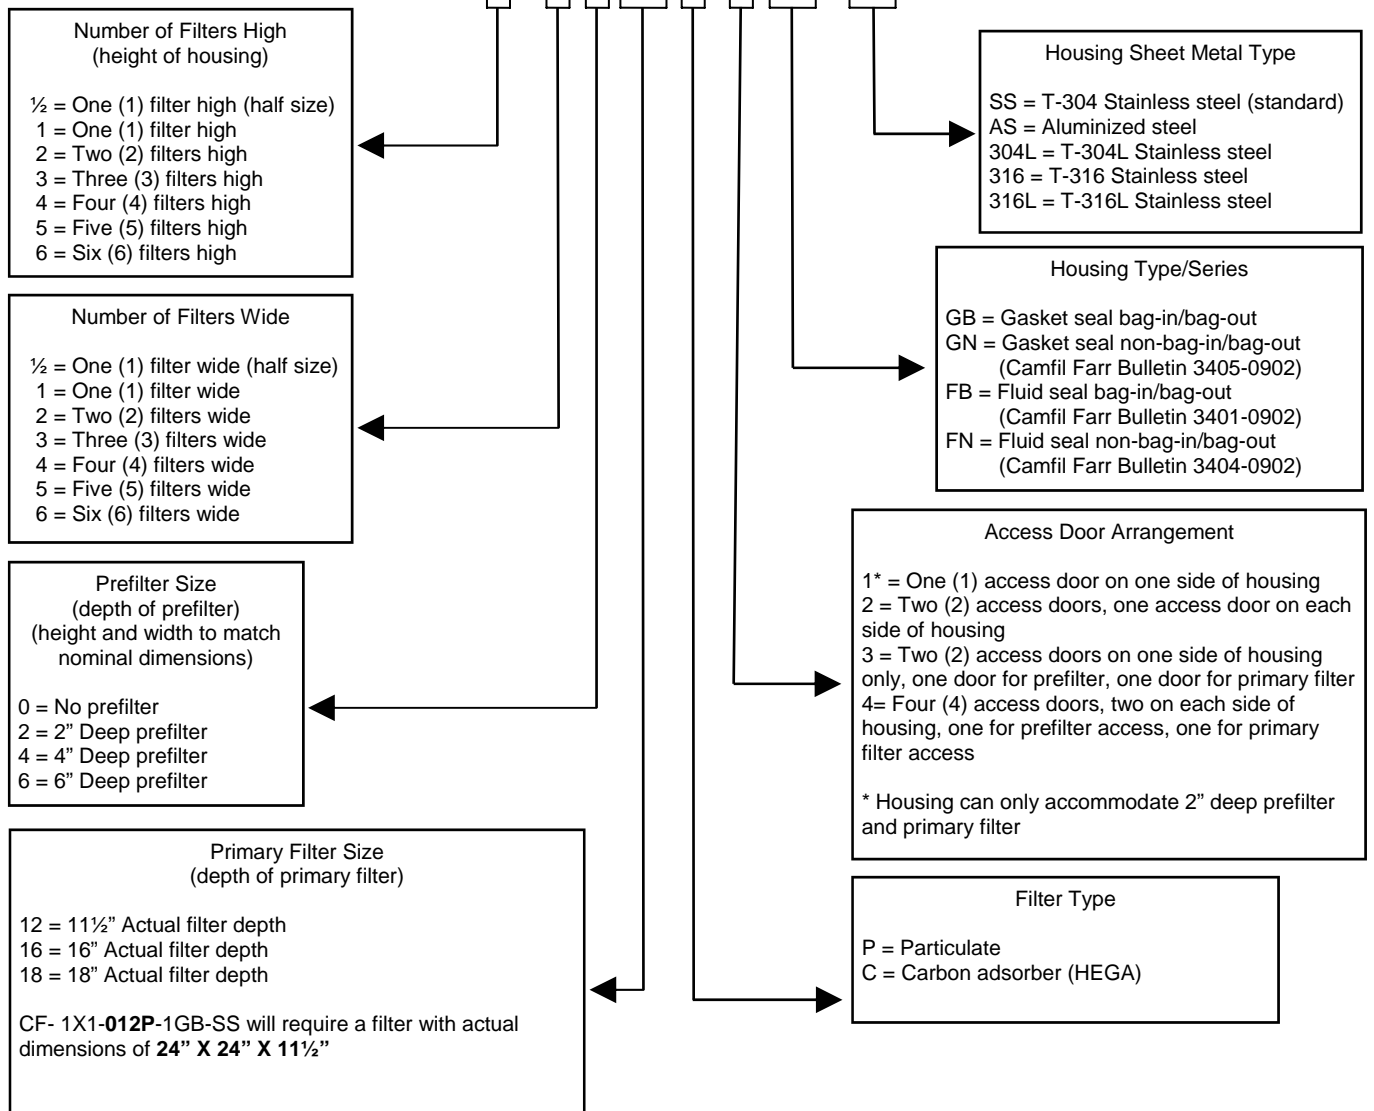 Number of Filters High
(height of housing)
½ = One (1) filter high (half size)
1 = One (1) filter high
2 = Two (2) filters high
3 = Three (3) filters high
4 = Four (4) filters high
5 = Five (5) filters high
6 = Six (6) filters high
Number of Filters Wide
½ = One (1) filter wide (half size)
1 = One (1) filter wide
2 = Two (2) filters wide
3 = Three (3) filters wide
4 = Four (4) filters wide
5 = Five (5) filters wide
6 = Six (6) filters wide
Prefilter Size
(depth of prefilter)
(height and width to match
nominal dimensions)
0 = No prefilter
2 = 2” Deep prefilter
4 = 4” Deep prefilter
6 = 6” Deep prefilter
Primary Filter Size
(depth of primary filter)
12 = 11½” Actual filter depth
16 = 16” Actual filter depth
18 = 18” Actual filter depth
CF- 1X1-012P-1GB-SS will require a filter with actual
dimensions of 24” X 24” X 11½”
Housing Sheet Metal Type
SS = T-304 Stainless steel (standard)
AS = Aluminized steel
304L = T-304L Stainless steel
316 = T-316 Stainless steel
316L = T-316L Stainless steel
Housing Type/Series
GB = Gasket seal bag-in/bag-out
GN = Gasket seal non-bag-in/bag-out
(Camfil Farr Bulletin 3405-0902)
FB = Fluid seal bag-in/bag-out
(Camfil Farr Bulletin 3401-0902)
FN = Fluid seal non-bag-in/bag-out
(Camfil Farr Bulletin 3404-0902)
Access Door Arrangement
1* = One (1) access door on one side of housing
2 = Two (2) access doors, one access door on each
side of housing
3 = Two (2) access doors on one side of housing
only, one door for prefilter, one door for primary filter
4= Four (4) access doors, two on each side of
housing, one for prefilter access, one for primary
filter access
* Housing can only accommodate 2” deep prefilter
and primary filter
Filter Type
P = Particulate
C = Carbon adsorber (HEGA)